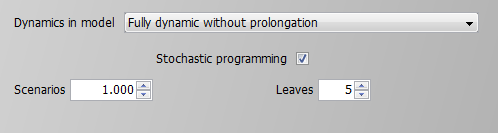 Dynamics in model Fully dynamic without prolongation
Stochastic programming
Scenarios 1.000 Leaves 5